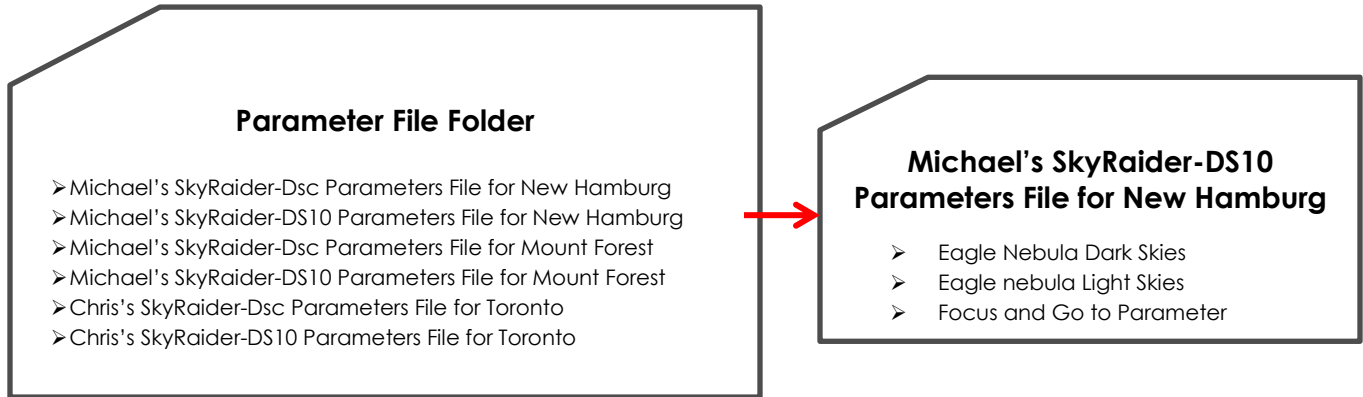 Parameter File Folder
➢Michael's SkyRaider-Dsc Parameters File for New Hamburg
➢Michael's SkyRaider-DS10 Parameters File for New Hamburg
➢Michael's SkyRaider-Dsc Parameters File for Mount Forest
➢Michael's SkyRaider-DS10 Parameters File for Mount Forest
➢Chris's SkyRaider-Dsc Parameters File for Toronto
➢Chris's SkyRaider-DS10 Parameters File for Toronto
Michael's SkyRaider-DS10
Parameters File for New Hamburg
➢ Eagle Nebula Dark Skies
➢ Eagle nebula Light Skies
➢ Focus and Go to Parameter